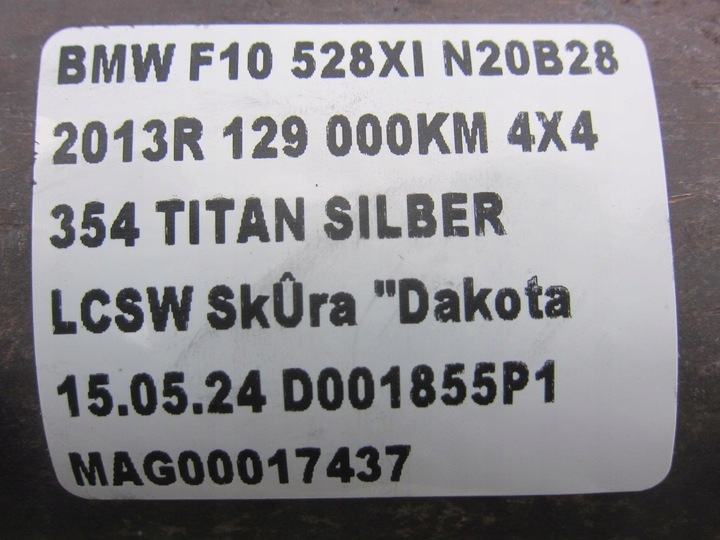 BMW F10 528XI N20B28
2013R 129 000KM 4X4
354 TITAN SILBER
LCSW SkÛra "Dakota
15.05.24 D001855P1
MAG00017437